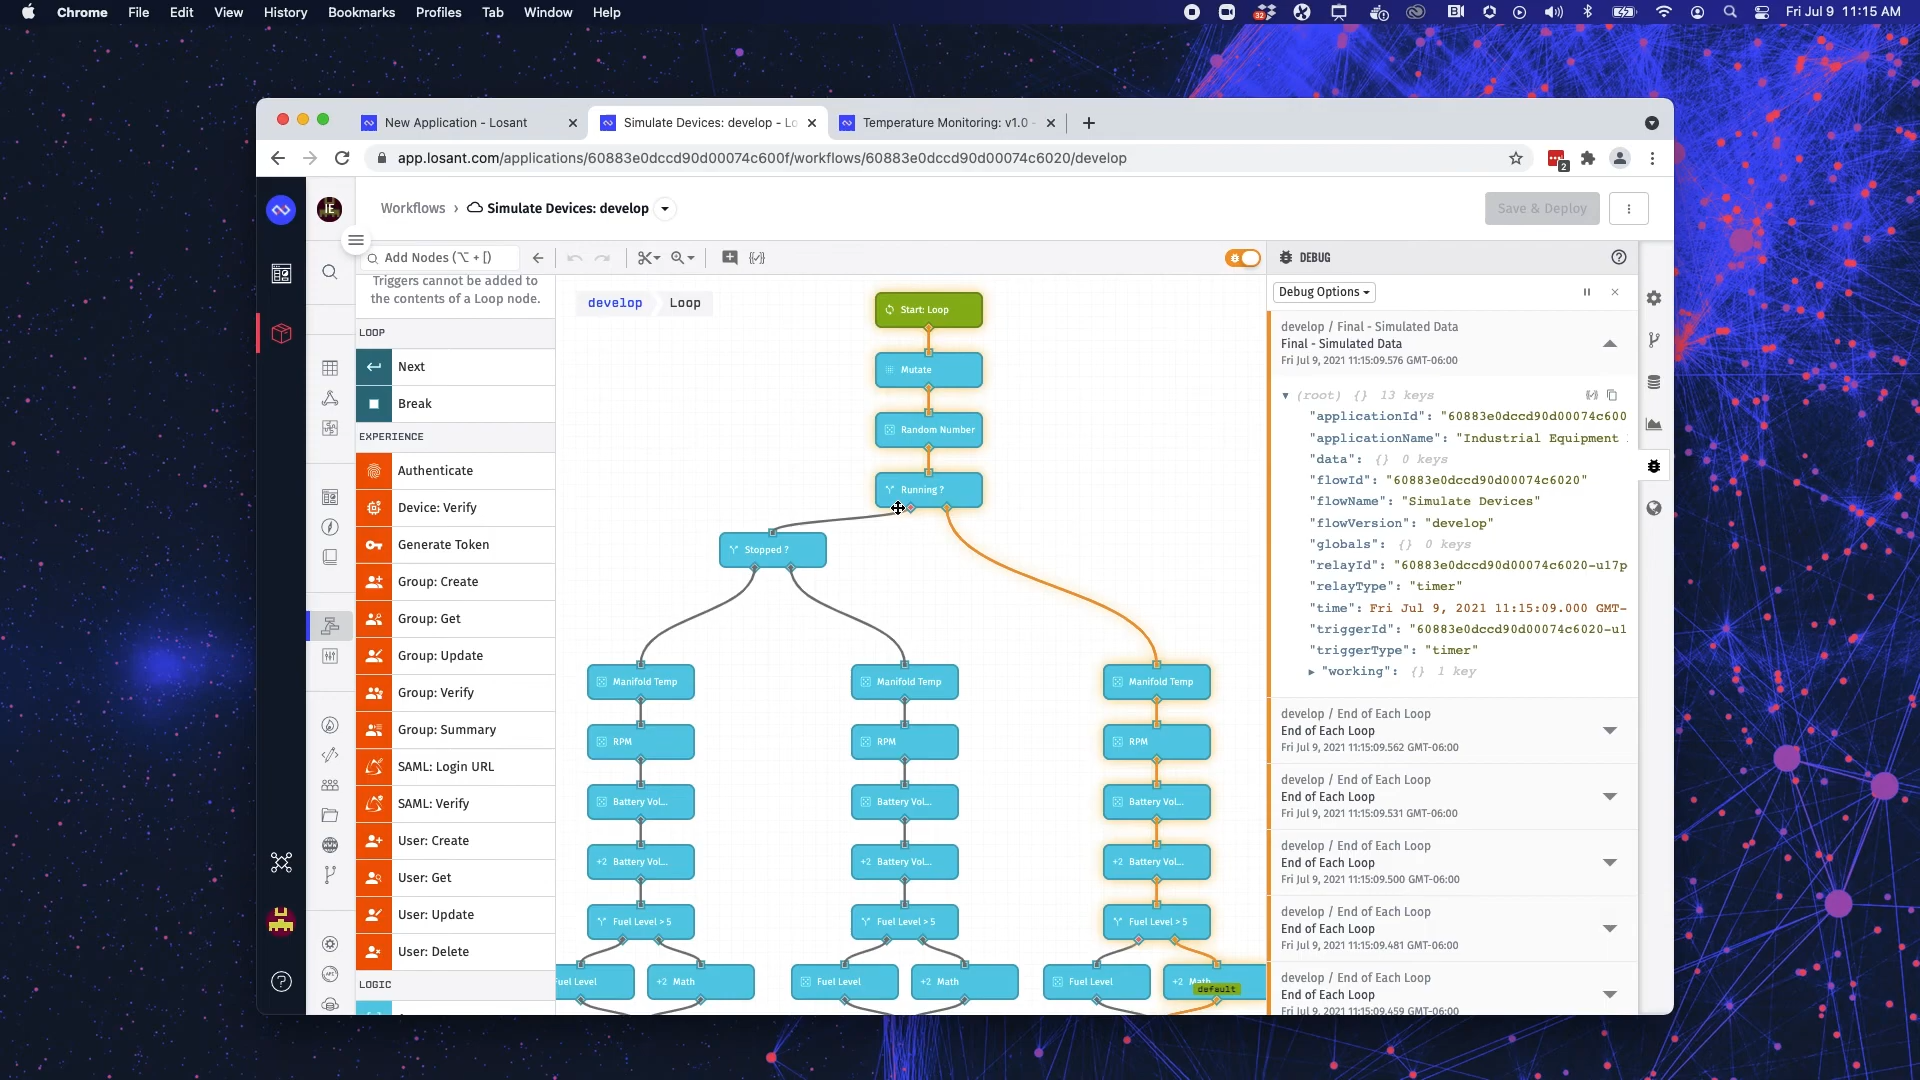 Chrome File Edit View History Bookmarks Profiles Tab Window Help
32
Fri Jul 9 11:15 AM
New Application - Losant
Simulate Devices: develop - Lo
Temperature Monitoring: v1.0 -
app.losant.com/applications/60883e0dccd90d00074c600f/workflows/60883e0dccd90d00074c6020/develop
2
IE
Workflows › Simulate Devices: develop
Save & Deploy
Add Nodes (⌥ + [)
Triggers cannot be added to
the contents of a Loop node.
LOOP
Next
Break
EXPERIENCE
Authenticate
Device: Verify
Generate Token
Group: Create
Group: Get
Group: Update
Group: Verify
Group: Summary
SAML: Login URL
SAML: Verify
User: Create
User: Get
User: Update
User: Delete
LOGIC
develop
Loop
Start: Loop
Mutate
Random Number
Running ?
Stopped ?
Manifold Temp
Manifold Temp
Manifold Temp
RPM
RPM
RPM
Battery Vol...
Battery Vol...
Battery Vol...
+2 Battery Vol...
+2 Battery Vol...
+2 Battery Vol...
Fuel Level > 5
Fuel Level > 5
Fuel Level > 5
uel Level
+2 Math
Fuel Level
+2 Math
Fuel Level
+2 Math
default
DEBUG
Debug Options
develop / Final - Simulated Data
Final - Simulated Data
Fri Jul 9, 2021 11:15:09.576 GMT-06:00
(root) {} 13 keys
"applicationId": "60883e0dccd90d00074c600
"applicationName": "Industrial Equipment
"data": {} 0 keys
"flowId": "60883e0dccd90d00074c6020"
"flowName": "Simulate Devices"
"flowVersion": "develop"
"globals": {} 0 keys
"relayId": "60883e0dccd90d00074c6020-u17p
"relayType": "timer"
"time": Fri Jul 9, 2021 11:15:09.000 GMT-
"triggerId": "60883e0dccd90d00074c6020-u1
"triggerType": "timer"
"working": {} 1 key
develop / End of Each Loop
End of Each Loop
Fri Jul 9, 2021 11:15:09.562 GMT-06:00
develop / End of Each Loop
End of Each Loop
Fri Jul 9, 2021 11:15:09.531 GMT-06:00
develop / End of Each Loop
End of Each Loop
Fri Jul 9, 2021 11:15:09.500 GMT-06:00
develop / End of Each Loop
End of Each Loop
Fri Jul 9, 2021 11:15:09.481 GMT-06:00
develop / End of Each Loop
End of Each Loop
Fri Jul 9, 2021 11:15:09.459 GMT-06:00